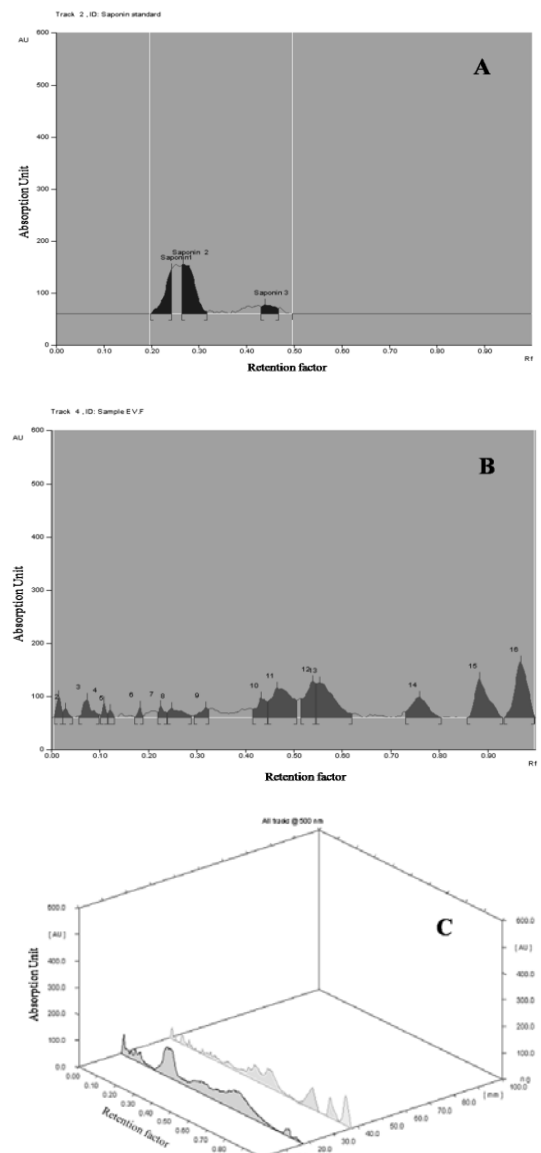 Track 2 , ID: Saponin standard
AU
600
A
500
400
300
200
100
0
Absorption Unit
Saponin1
Saponin 2
Saponin 3
0.00 0.10 0.20 0.30 0.40 0.50 0.60 0.70 0.80 0.90
Rf
Retention factor
Track 4 , ID: Sample EV.F
AU
600
B
500
400
300
200
100
0
Absorption Unit
2 3 4 5 6 7 8 9 10 11 12 13 14 15 16
0.00 0.10 0.20 0.30 0.40 0.50 0.60 0.70 0.80 0.90
Rf
Retention factor
All tracks @ 500 nm
C
[ AU ]
500.0
400.0
300.0
200.0
100.0
0.0
Absorption Unit
600.0
[ AU ]
500.0
400.0
300.0
200.0
100.0
0.00 0.10 0.20 0.30 0.40 0.50 0.60 0.80
Retention factor
20.0 30.0 40.0 50.0 60.0 70.0 80.0 100.0
[ mm ]